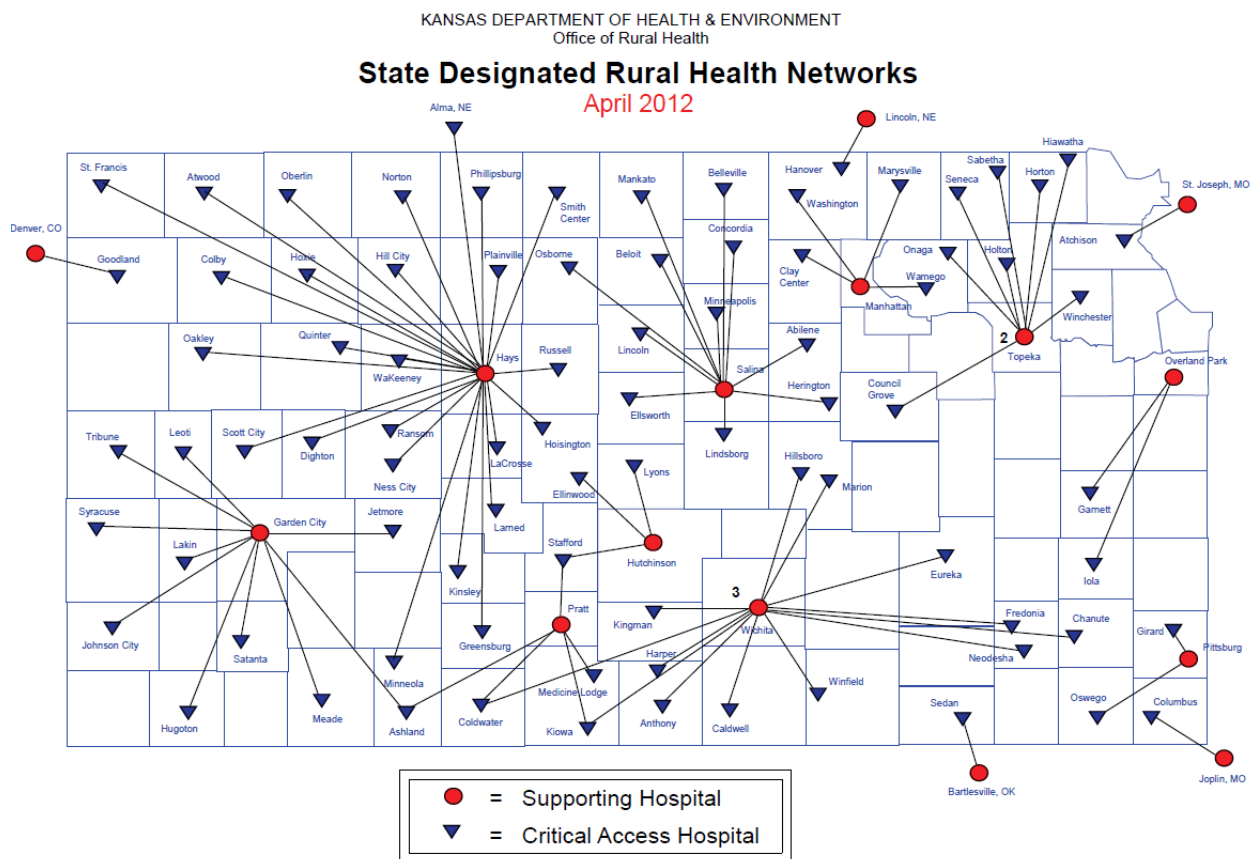 KANSAS DEPARTMENT OF HEALTH & ENVIRONMENT
Office of Rural Health
State Designated Rural Health Networks
April 2012
Alma, NE
Lincoln, NE
Hiawatha
St. Francis
Atwood
Oberlin
Norton
Phillipsburg
Smith
Center
Mankato
Belleville
Hanover
Marysville
Sabetha
Seneca
Horton
St. Joseph, MO
Washington
Denver, CO
Goodland
Colby
Hoxie
Hill City
Plainville
Osborne
Beloit
Concordia
Clay
Center
Onaga
Holton
Atchison
Wamego
Manhattan
Minneapolis
Abilene
Winchester
Oakley
Quinter
WaKeeney
Hays
Russell
Lincoln
Salina
2
Topeka
Overland Park
Herington
Council
Grove
Ellsworth
Tribune
Leoti
Scott City
Dighton
Ransom
Ness City
LaCrosse
Hoisington
Lindsborg
Hillsboro
Marion
Lyons
Ellinwood
Garnett
Syracuse
Lakin
Garden City
Jetmore
Larned
Stafford
Hutchinson
Eureka
Iola
Kinsley
Pratt
3
Wichita
Kingman
Fredonia
Chanute
Girard
Pittsburg
Johnson City
Satanta
Greensburg
Neodesha
Harper
Minneola
Medicine Lodge
Winfield
Hugoton
Meade
Ashland
Coldwater
Kiowa
Anthony
Caldwell
Sedan
Oswego
Columbus
Bartlesville, OK
Joplin, MO
= Supporting Hospital
= Critical Access Hospital